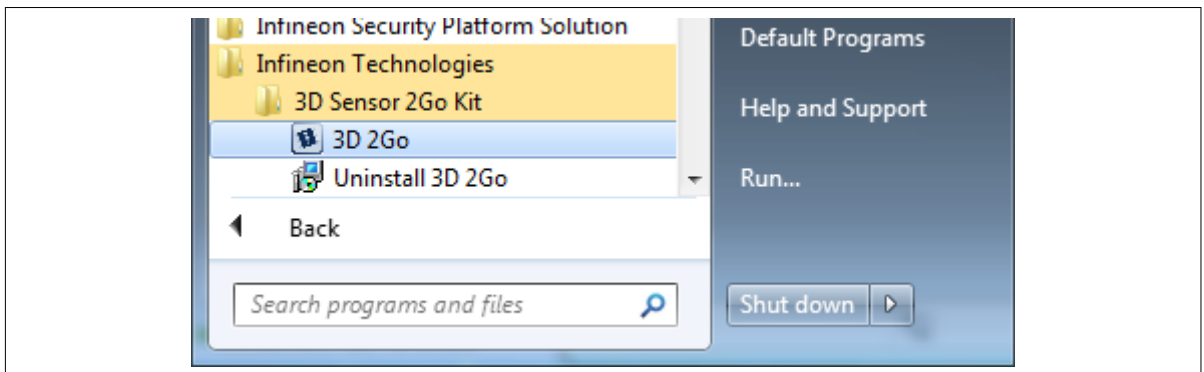 Infineon Security Platform Solution
Infineon Technologies
3D Sensor 2Go Kit
3D 2Go
Uninstall 3D 2Go
Back
Search programs and files
Default Programs
Help and Support
Run...
Shut down